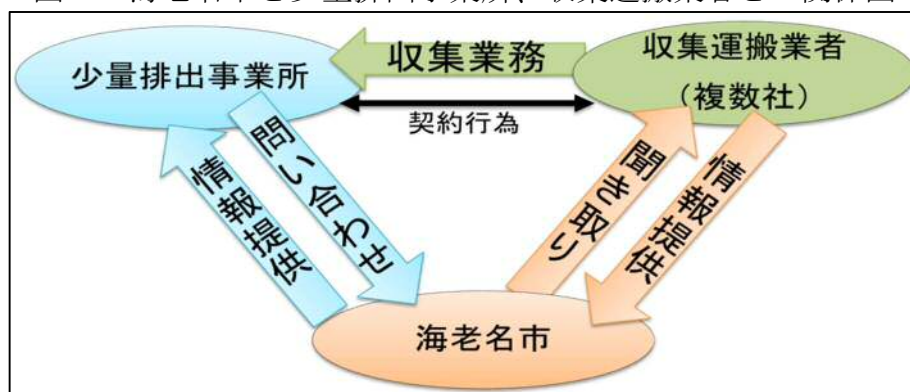 少量排出事業所
収集業務
収集運搬業者
（複数社）
契約行為
情報提供
問い合わせ
聞き取り
情報提供
海老名市